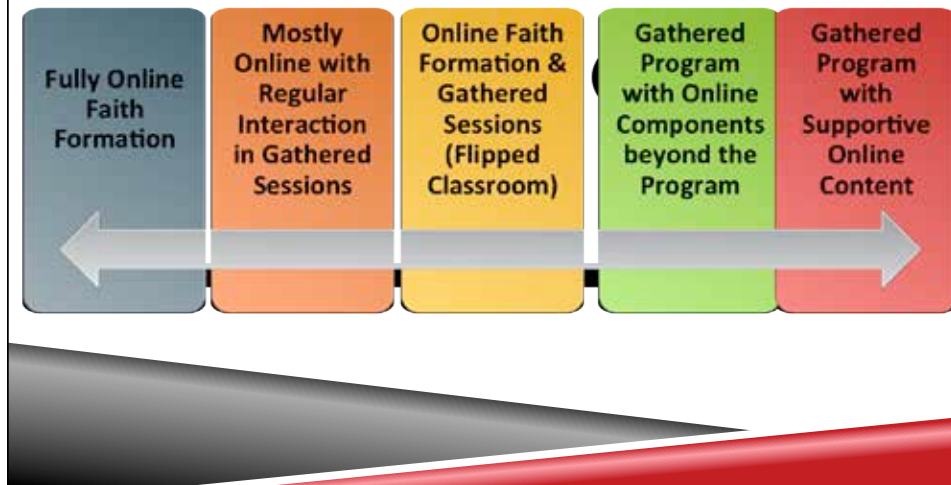 Fully Online
Faith
Formation
Mostly
Online with
Regular
Interaction
in Gathered
Sessions
Online Faith
Formation &
Gathered
Sessions
(Flipped
Classroom)
Gathered
Program
with Online
Components
beyond the
Program
Gathered
Program
with
Supportive
Online
Content